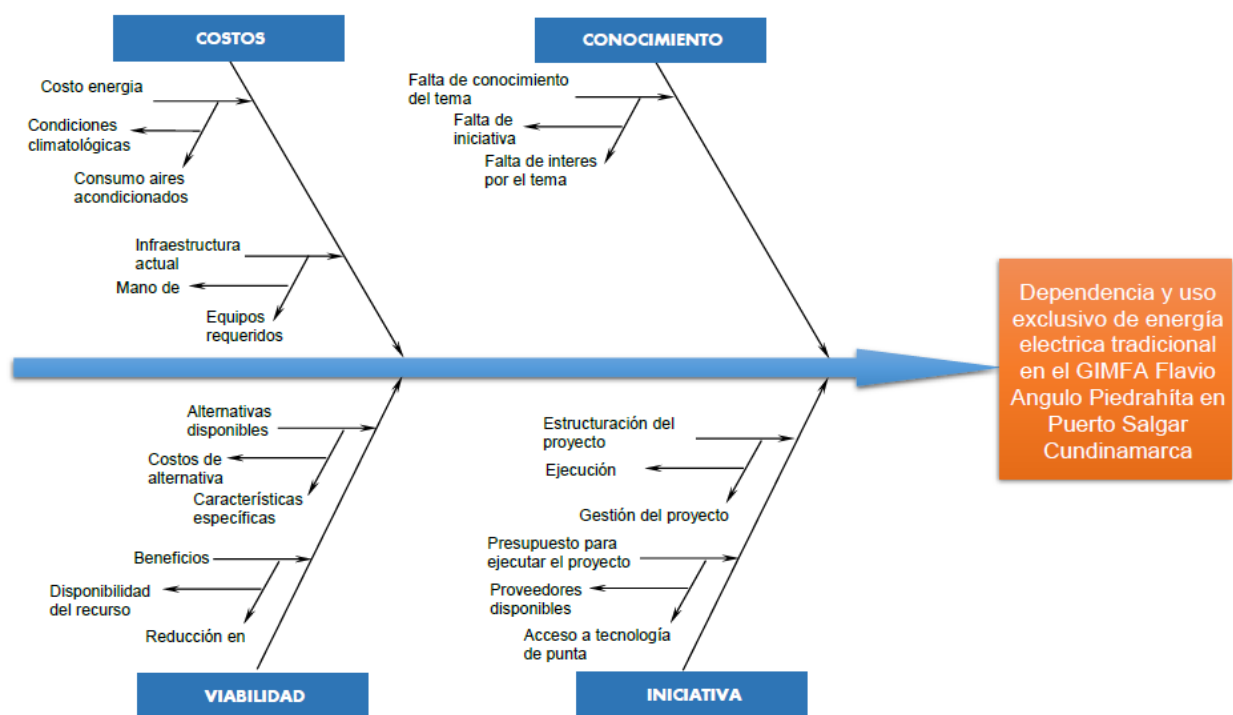 COSTOS
CONOCIMIENTO
Costo energia
Condiciones
climatológicas
Consumo aires
acondicionados
Infraestructura
actual
Mano de
Equipos
requeridos
Falta de conocimiento
del tema
Falta de
iniciativa
Falta de interes
por el tema
Dependencia y uso
exclusivo de energía
electrica tradicional
en el GIMFA Flavio
Angulo Piedrahíta en
Puerto Salgar
Cundinamarca
Alternativas
disponibles
Costos de
alternativa
Características
específicas
Beneficios
Disponibilidad
del recurso
Reducción en
Estructuración del
proyecto
Ejecución
Gestión del proyecto
Presupuesto para
ejecutar el proyecto
Proveedores
disponibles
Acceso a tecnología
de punta
VIABILIDAD
INICIATIVA